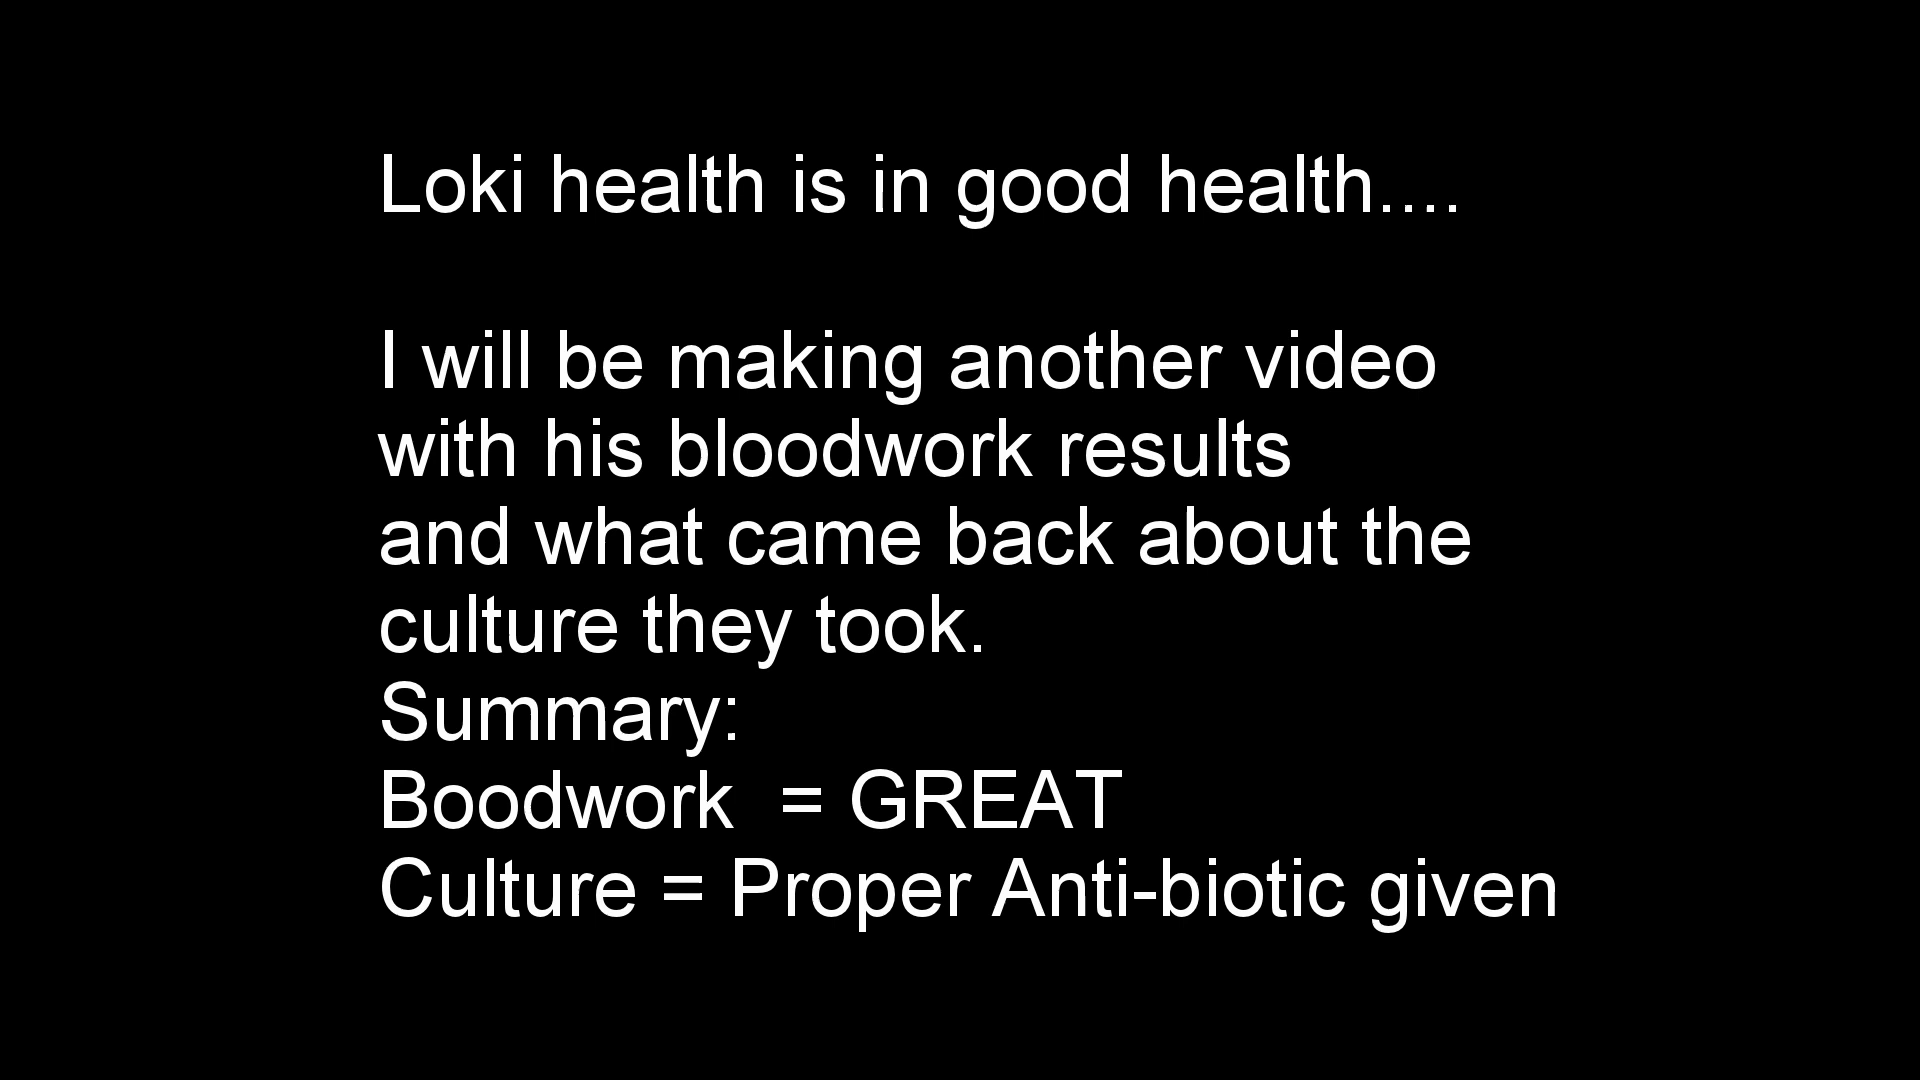 Loki health is in good health....
I will be making another video
with his bloodwork results
and what came back about the
culture they took.
Summary:
Boodwork  = GREAT
Culture = Proper Anti-biotic given